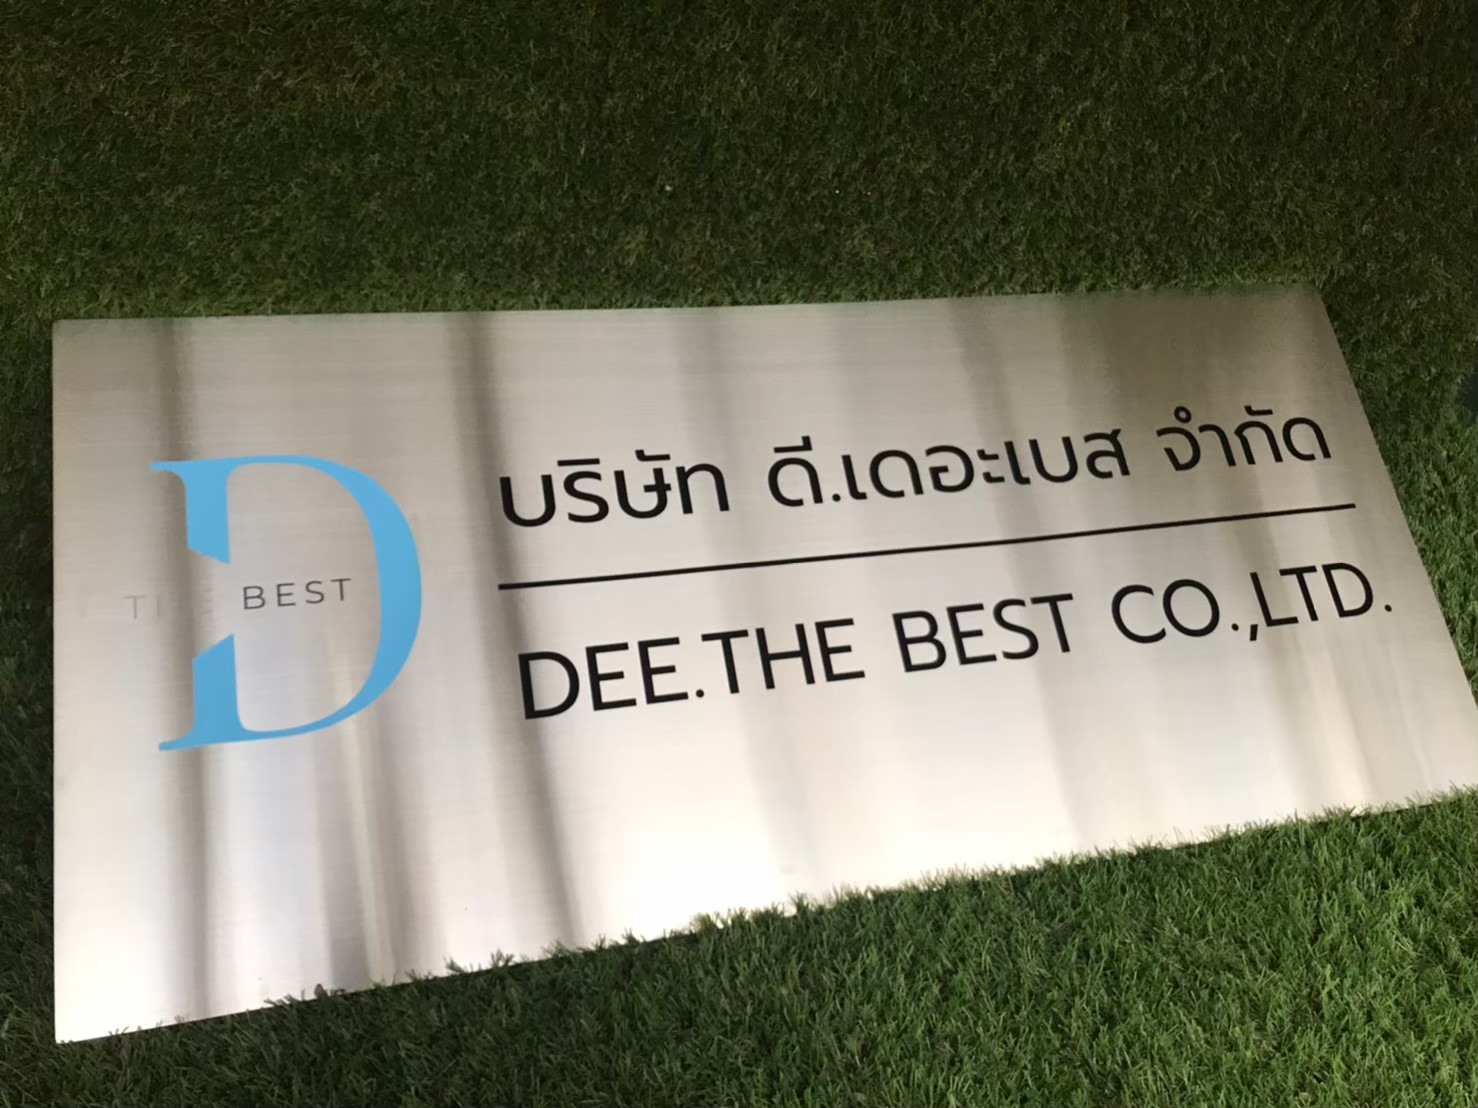 THE BEST
บริษัท ดี.เดอะเบส จำกัด
DEE.THE BEST CO.,LTD.